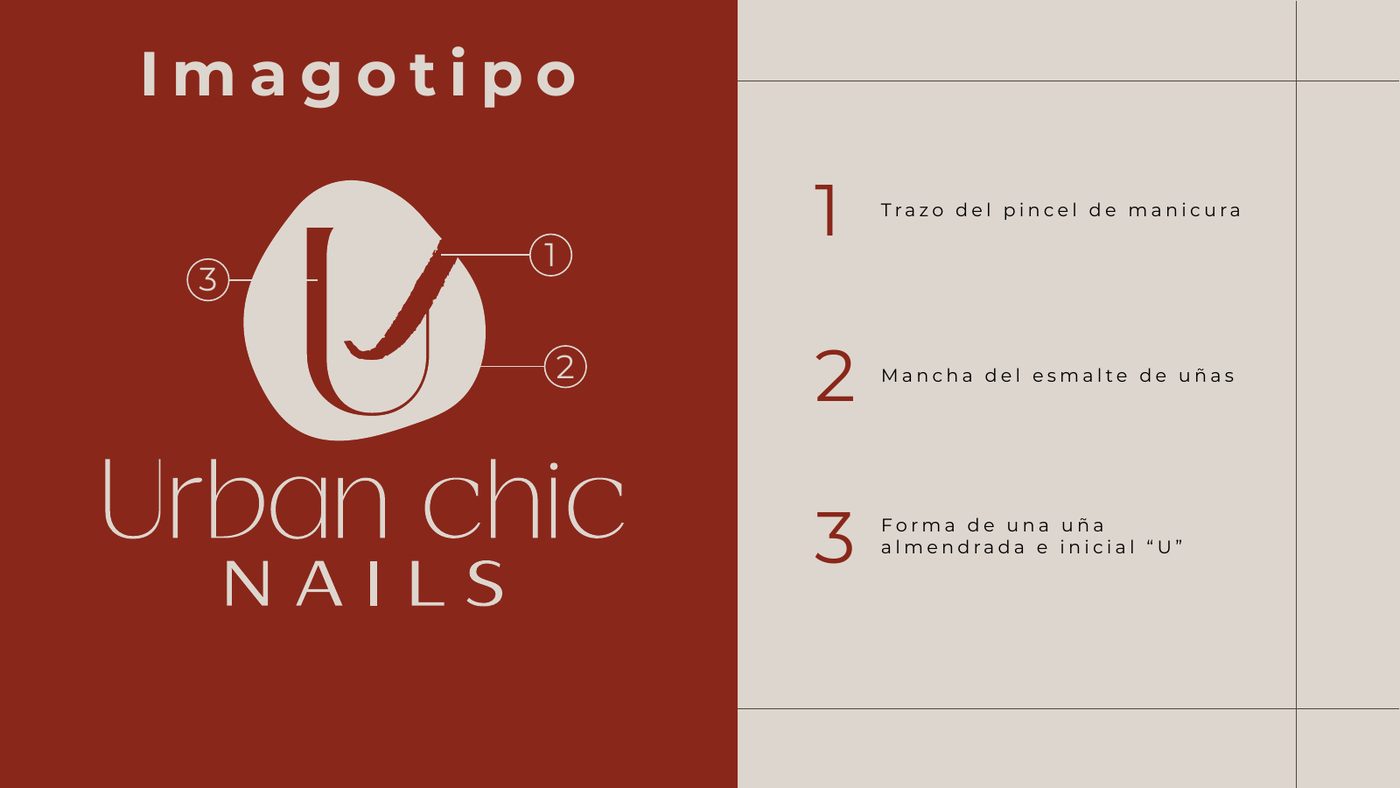 Imagotipo
3
1
2
Urban chic
NAILS
1 Trazo del pincel de manicura
2 Mancha del esmalte de uñas
3 Forma de una uña
almendrada e inicial “U”